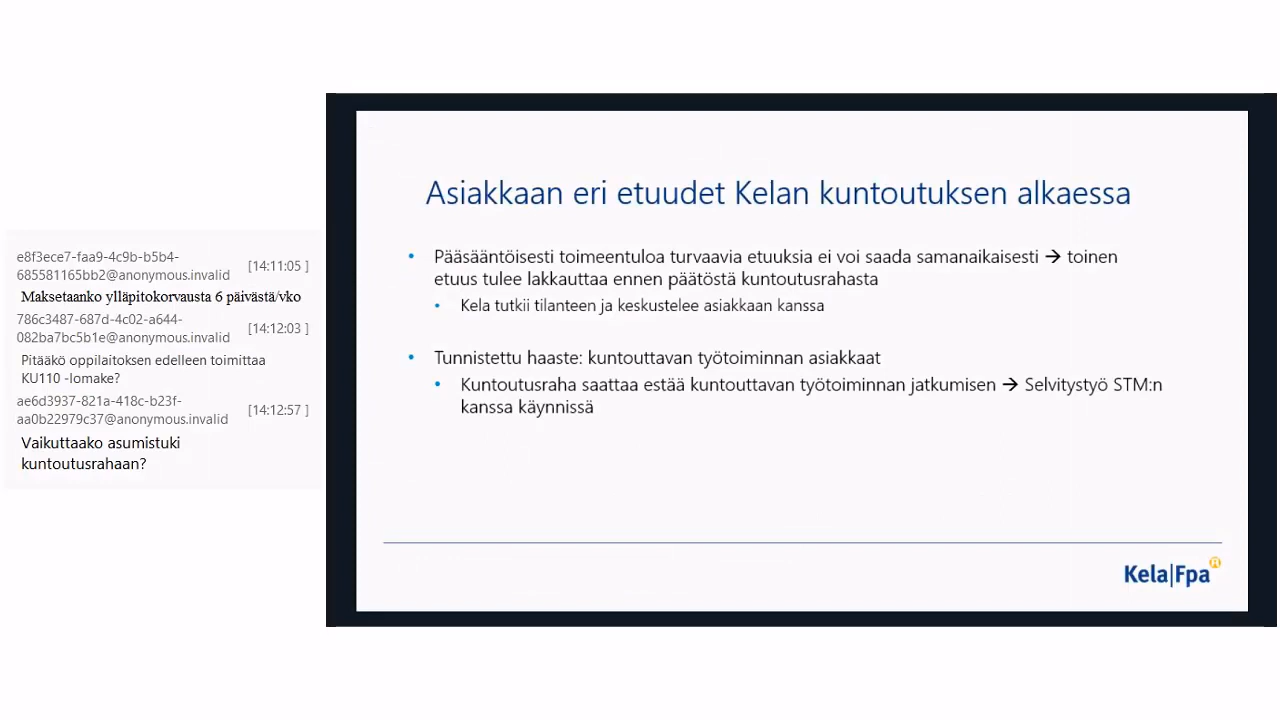 e8f3ece7-faa9-4c9b-b5b4-
685581165bb2@anonymous.invalid [14:11:05 ]
Maksetaanko ylläpitokorvausta 6 päivästä/vko
786c3487-687d-4c02-a644-
082ba7bc5b1e@anonymous.invalid [14:12:03 ]
Pitääkö oppilaitoksen edelleen toimittaa
KU110 -lomake?
ae6d3937-821a-418c-b23f-
aa0b22979c37@anonymous.invalid [14:12:57 ]
Vaikuttaako asumistuki
kuntoutusrahaan?
Asiakkaan eri etuudet Kelan kuntoutuksen alkaessa
• Pääsääntöisesti toimeentuloa turvaavia etuuksia ei voi saada samanaikaisesti → toinen
etuus tulee lakkauttaa ennen päätöstä kuntoutusrahasta
• Kela tutkii tilanteen ja keskustelee asiakkaan kanssa
• Tunnistettu haaste: kuntouttavan työtoiminnan asiakkaat
• Kuntoutusraha saattaa estää kuntouttavan työtoiminnan jatkumisen → Selvitystyö STM:n
kanssa käynnissä
Kela|Fpa